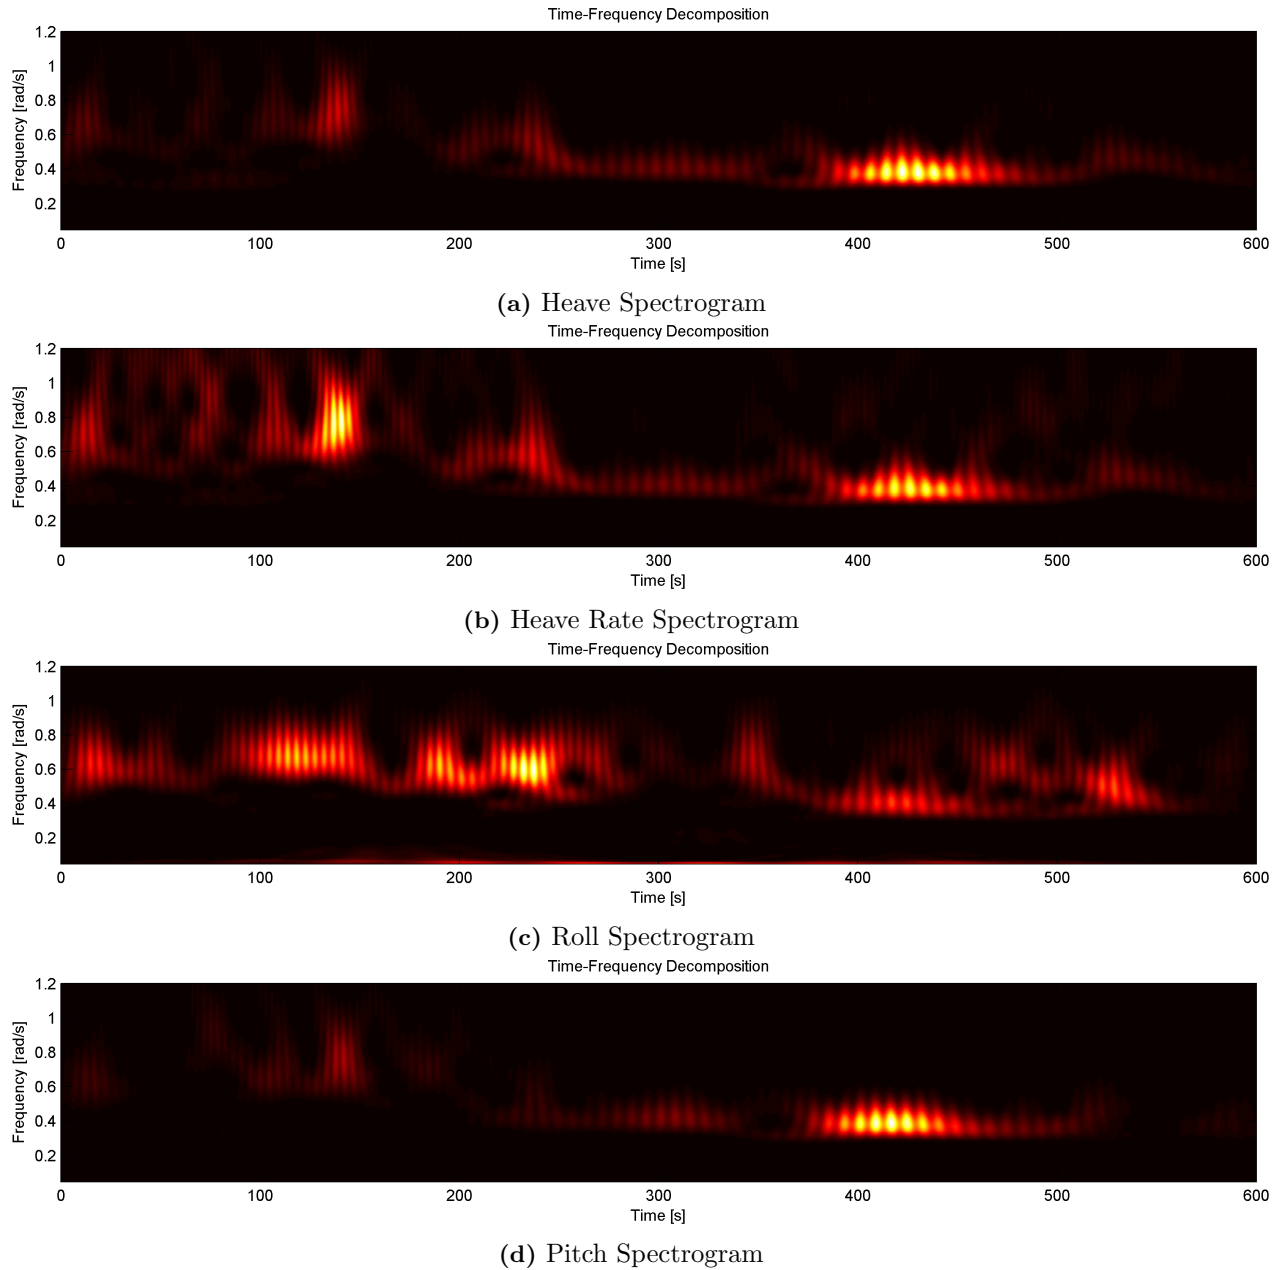 Time-Frequency Decomposition
Frequency [rad/s]
1.2
1
0.8
0.6
0.4
0.2
0 100 200 300 400 500 600
Time [s]
(a) Heave Spectrogram
Time-Frequency Decomposition
Frequency [rad/s]
1.2
1
0.8
0.6
0.4
0.2
0 100 200 300 400 500 600
Time [s]
(b) Heave Rate Spectrogram
Time-Frequency Decomposition
Frequency [rad/s]
1.2
1
0.8
0.6
0.4
0.2
0 100 200 300 400 500 600
Time [s]
(c) Roll Spectrogram
Time-Frequency Decomposition
Frequency [rad/s]
1.2
1
0.8
0.6
0.4
0.2
0 100 200 300 400 500 600
Time [s]
(d) Pitch Spectrogram